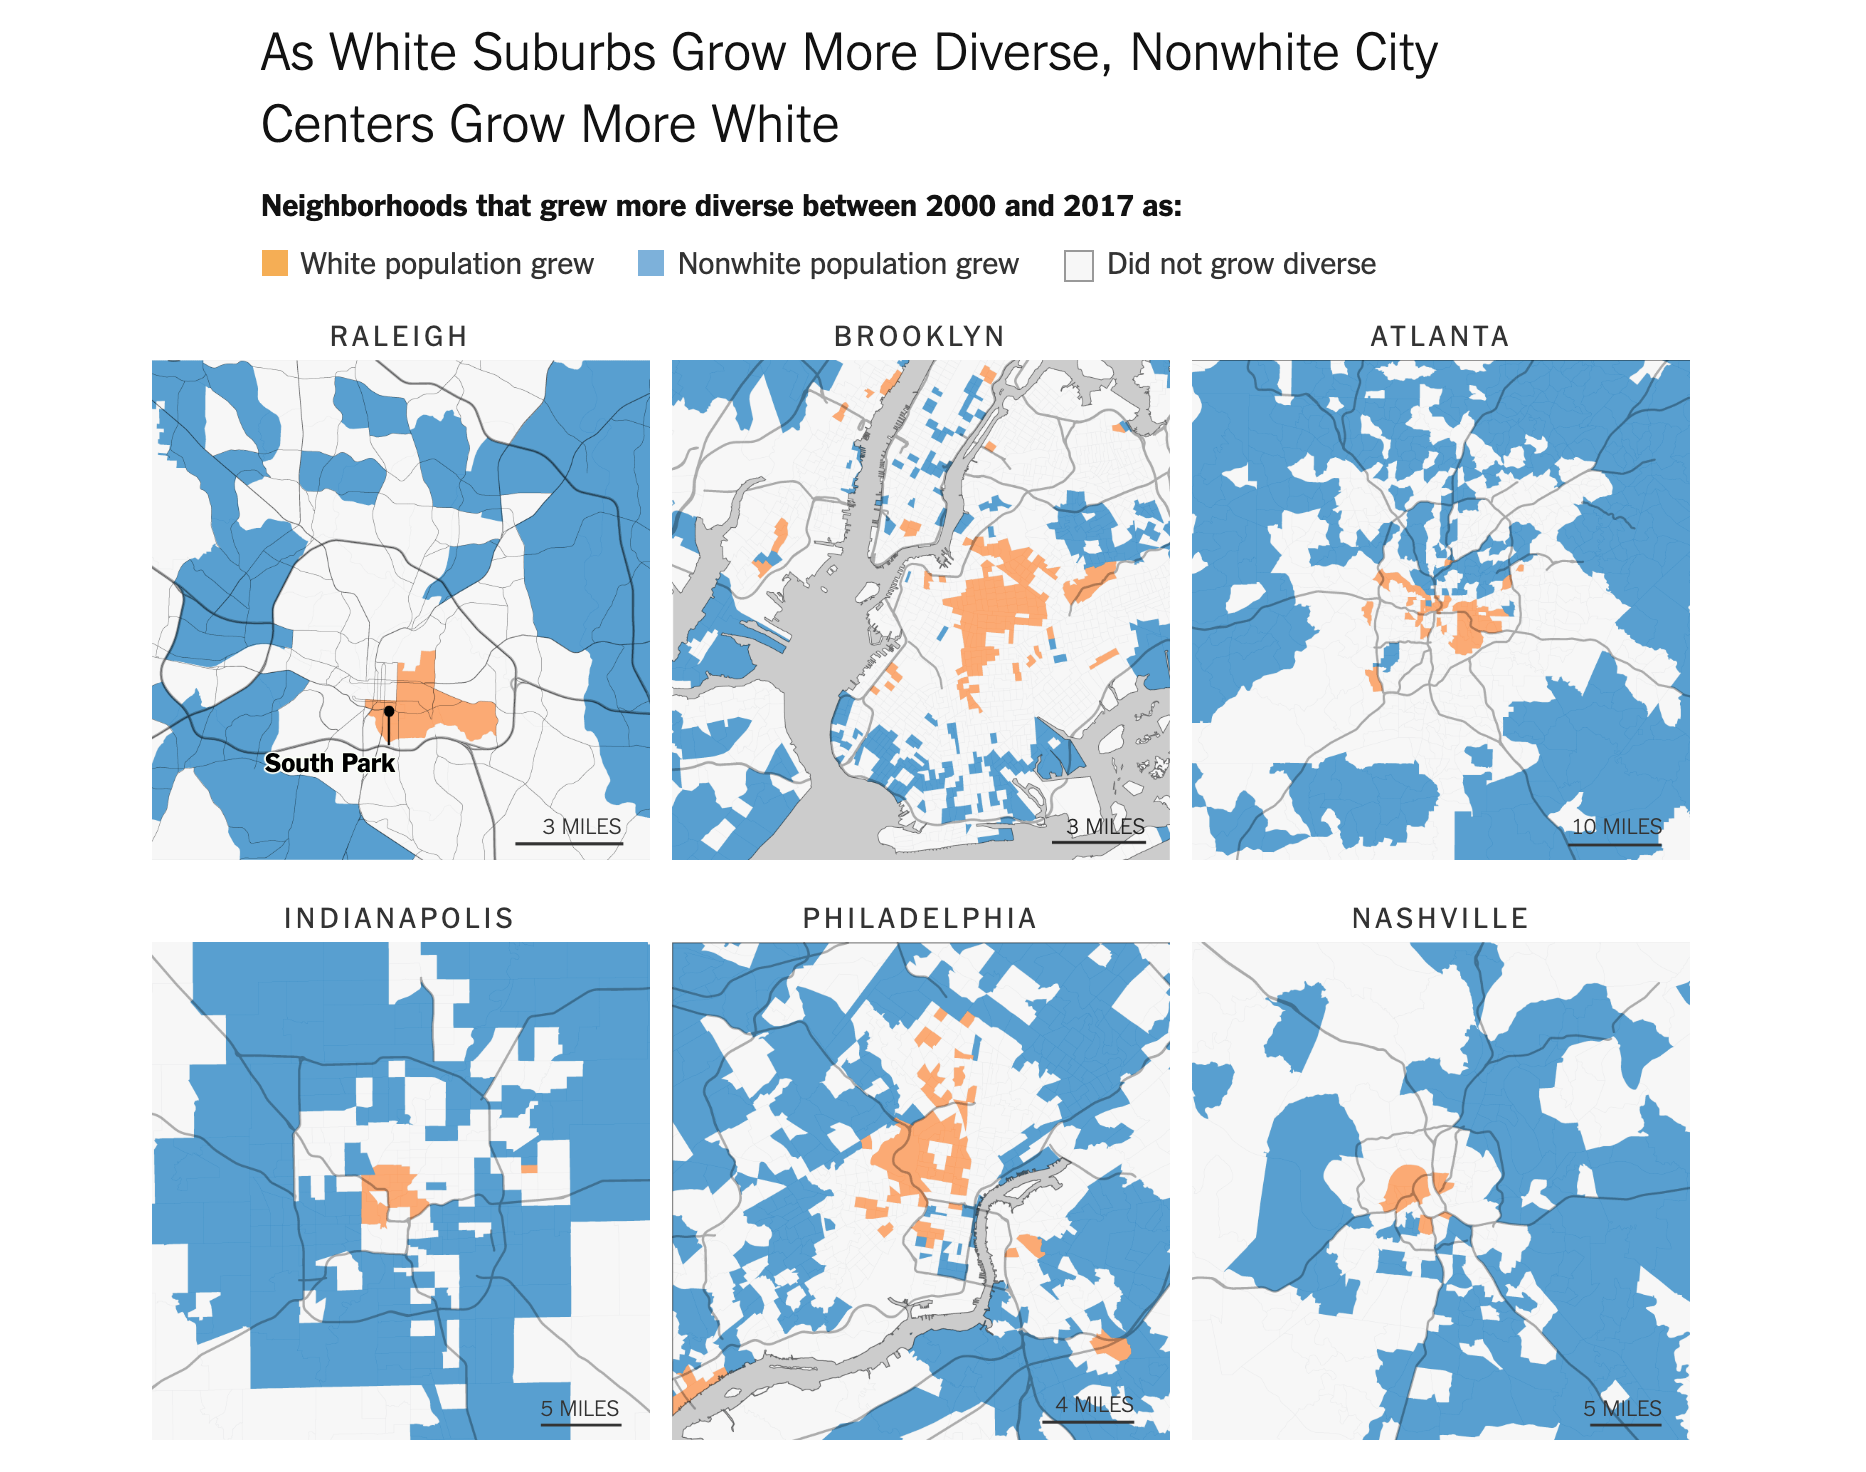 As White Suburbs Grow More Diverse, Nonwhite City
Centers Grow More White
Neighborhoods that grew more diverse between 2000 and 2017 as:
White population grew
Nonwhite population grew
Did not grow diverse
RALEIGH
South Park
3 MILES
BROOKLYN
3 MILES
ATLANTA
10 MILES
INDIANAPOLIS
5 MILES
PHILADELPHIA
4 MILES
NASHVILLE
5 MILES